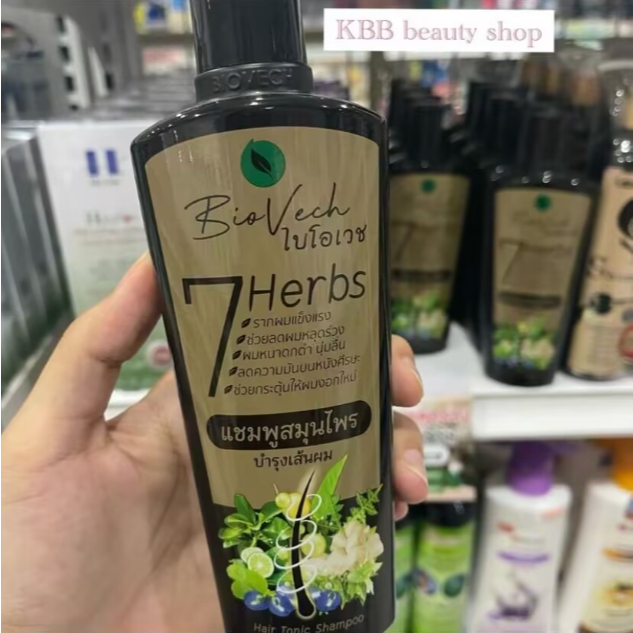 KBB beauty shop
BIOVECH
BioVech
ไบโอเวช
7 Herbs
รากผมแข็งแรง
ช่วยลดผมหลุดร่วง
ผมหนาดกดำ นุ่มลื่น
ลดความมันบนหนังศีรษะ
ช่วยกระตุ้นให้ผมงอกใหม่
แชมพูสมุนไพร
บำรุงเส้นผม
Hair Tonic Shampoo
BioVech